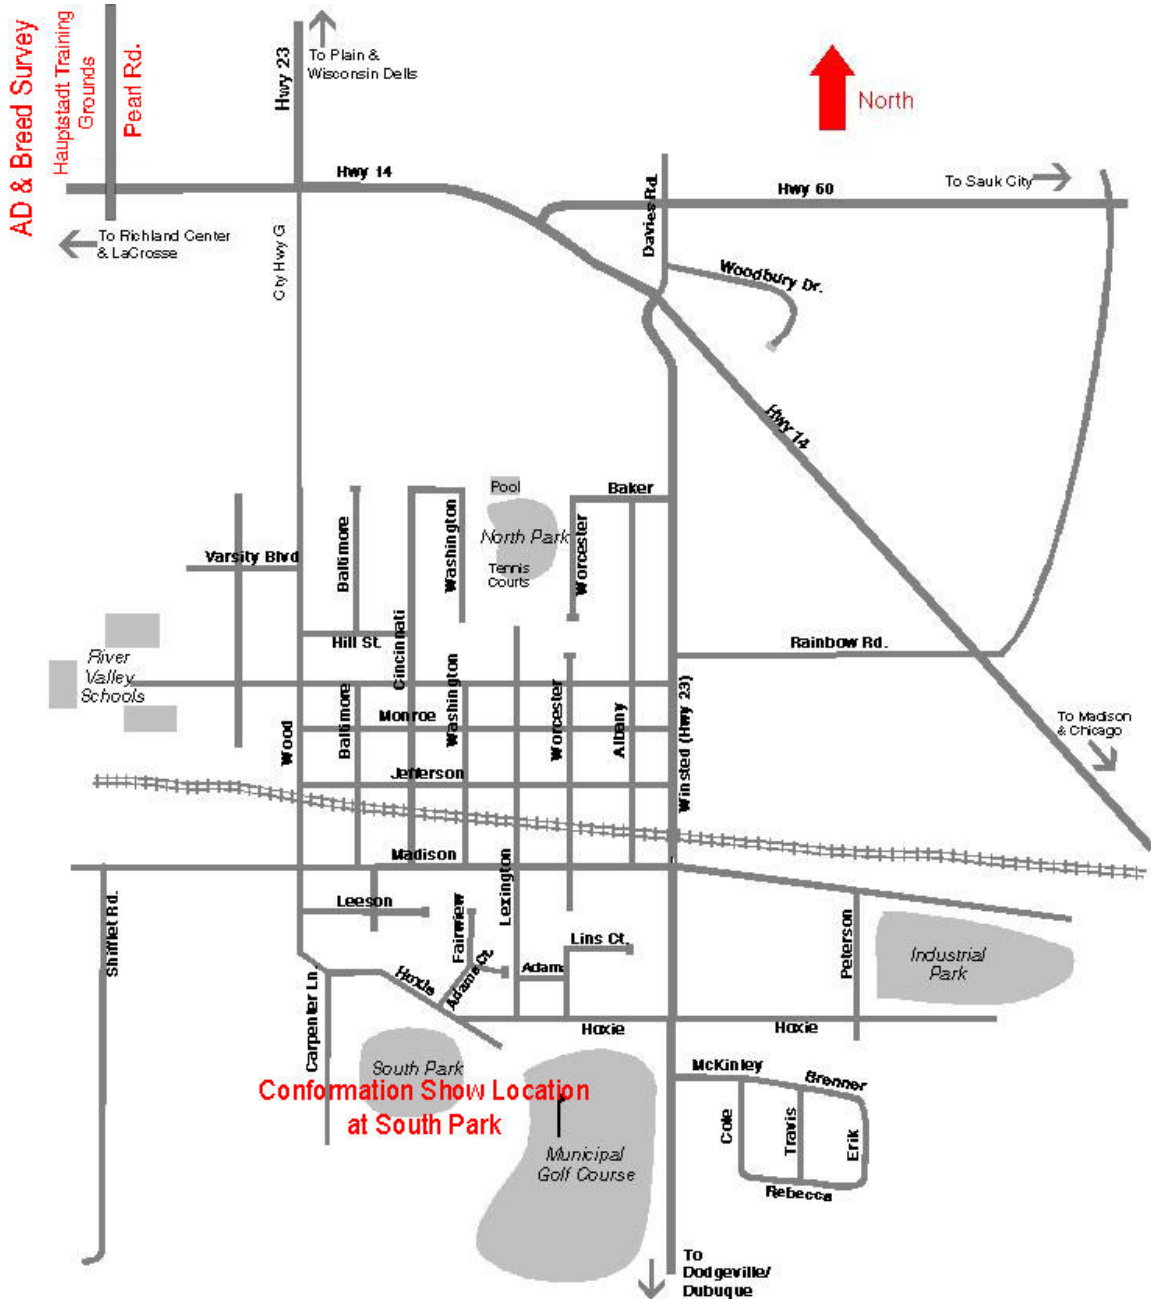 AD & Breed Survey
Hauptstadt Training
Grounds
Pearl Rd.
Hwy 23
To Plain &
Wisconsin Dells
North
Hwy 14
To Sauk City
Hwy 60
Davies Rd.
To Richland Center
& LaCrosse
Cty Hwy G
Woodbury Dr.
Hwy 14
Pool
Baker
North Park
Tennis
Courts
Varsity Blvd
Baltimore
Washington
Worcester
Hill St.
Cincinnati
Rainbow Rd.
River
Valley
Schools
Wood
Baltimore
Monroe
Washington
Worcester
Albany
Winsted (Hwy 23)
To Madison
& Chicago
Jefferson
Madison
Lexington
Shifflet Rd.
Leeson
Fairview
Adams Ct.
Lins Ct.
Adam
Peterson
Industrial
Park
Carpenter Ln.
Hoxie
Hoxie
Hoxie
South Park
Conformation Show Location
at South Park
McKinley
Brenner
Cole
Travis
Erik
Rebecca
Municipal
Golf Course
To
Dodgeville/
Dubuque